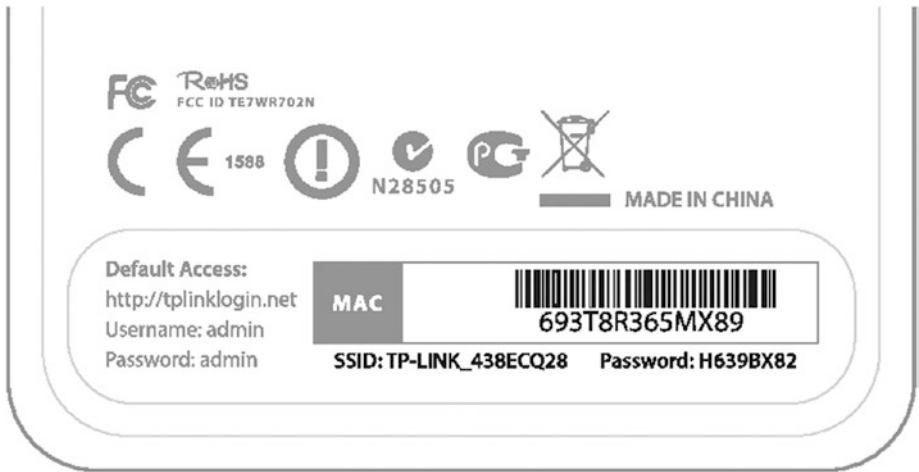 FC RoHS
FCC ID TE7WR702N
CE 1588
N28505
PG
MADE IN CHINA
Default Access:
http://tplinklogin.net
Username: admin
Password: admin
MAC
693T8R365MX89
SSID: TP-LINK_438ECQ28 Password: H639BX82